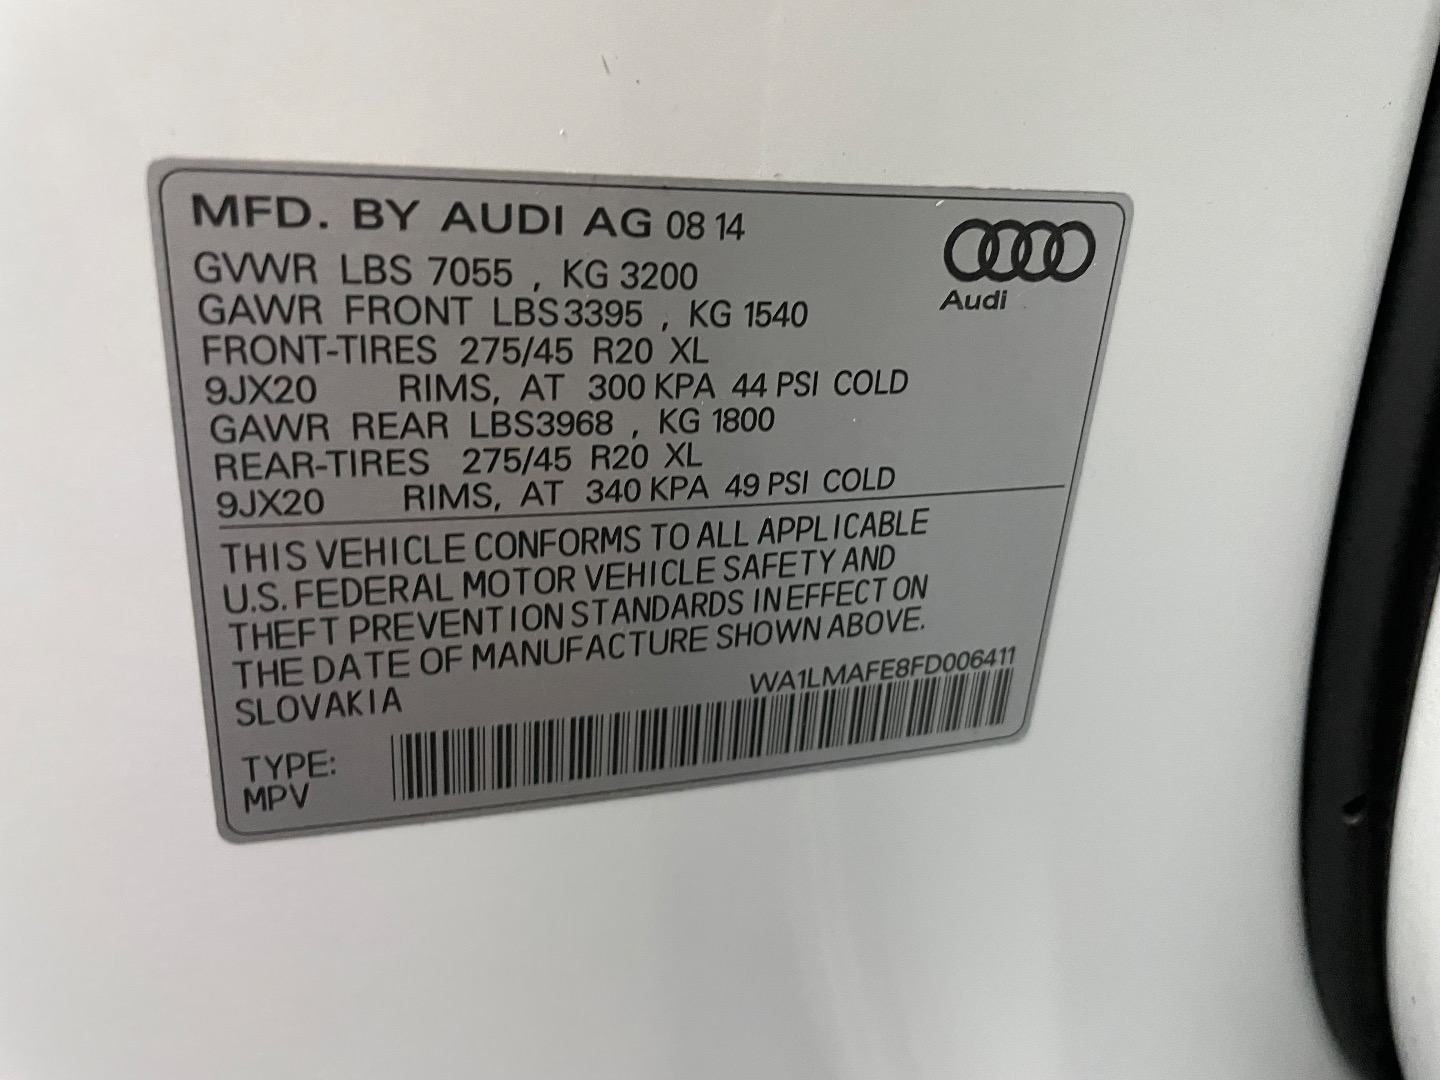 MFD. BY AUDI AG 08 14
GVWR LBS 7055 , KG 3200
GAWR FRONT LBS 3395 , KG 1540
FRONT-TIRES 275/45 R20 XL
9JX20 RIMS, AT 300 KPA 44 PSI COLD
GAWR REAR LBS3968 , KG 1800
REAR-TIRES 275/45 R20 XL
9JX20 RIMS, AT 340 KPA 49 PSI COLD
Audi
THIS VEHICLE CONFORMS TO ALL APPLICABLE
U.S. FEDERAL MOTOR VEHICLE SAFETY AND
THEFT PREVENTION STANDARDS IN EFFECT ON
THE DATE OF MANUFACTURE SHOWN ABOVE.
SLOVAKIA
WA1LMAFE8FD006411
TYPE:
MPV